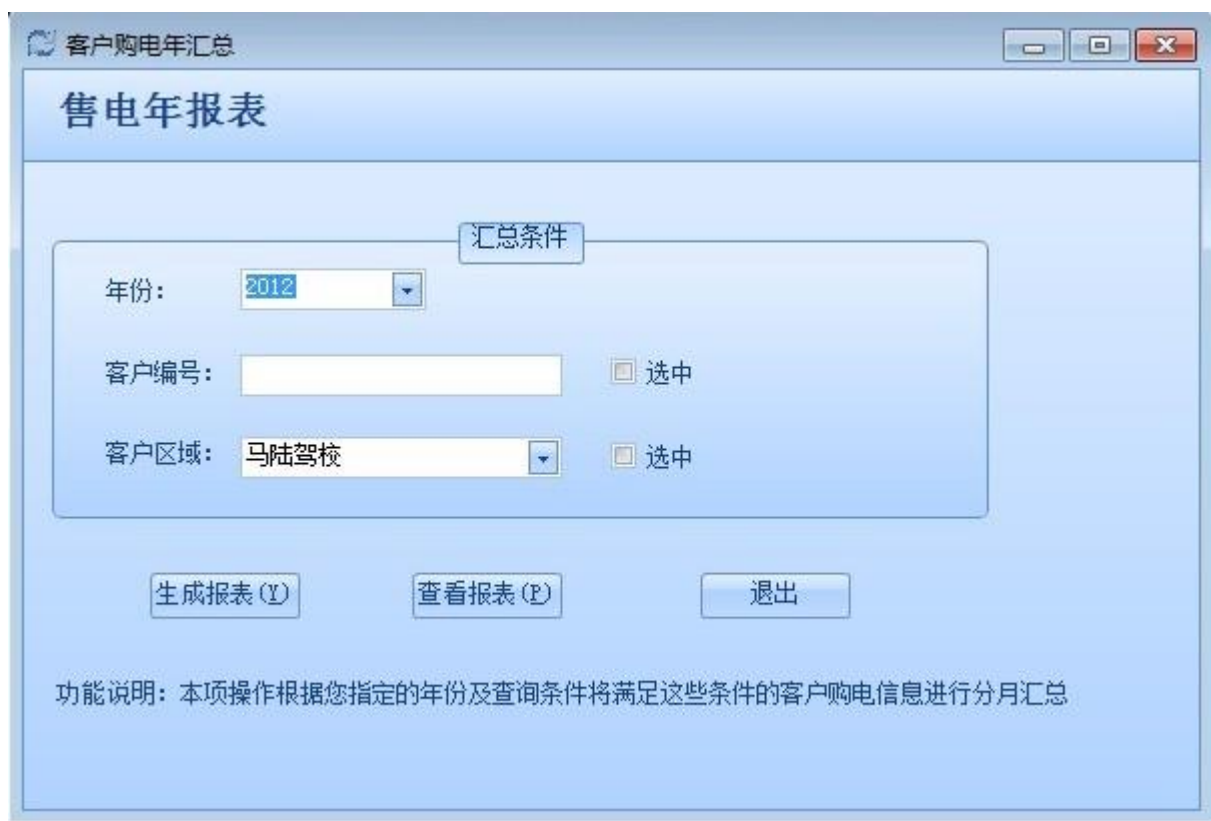 客户购电年汇总
售电年报表
汇总条件
年份： 2012
客户编号： 选中
客户区域： 马陆驾校 选中
生成报表(Y) 查看报表(P) 退出
功能说明：本项操作根据您指定的年份及查询条件将满足这些条件的客户购电信息进行分月汇总